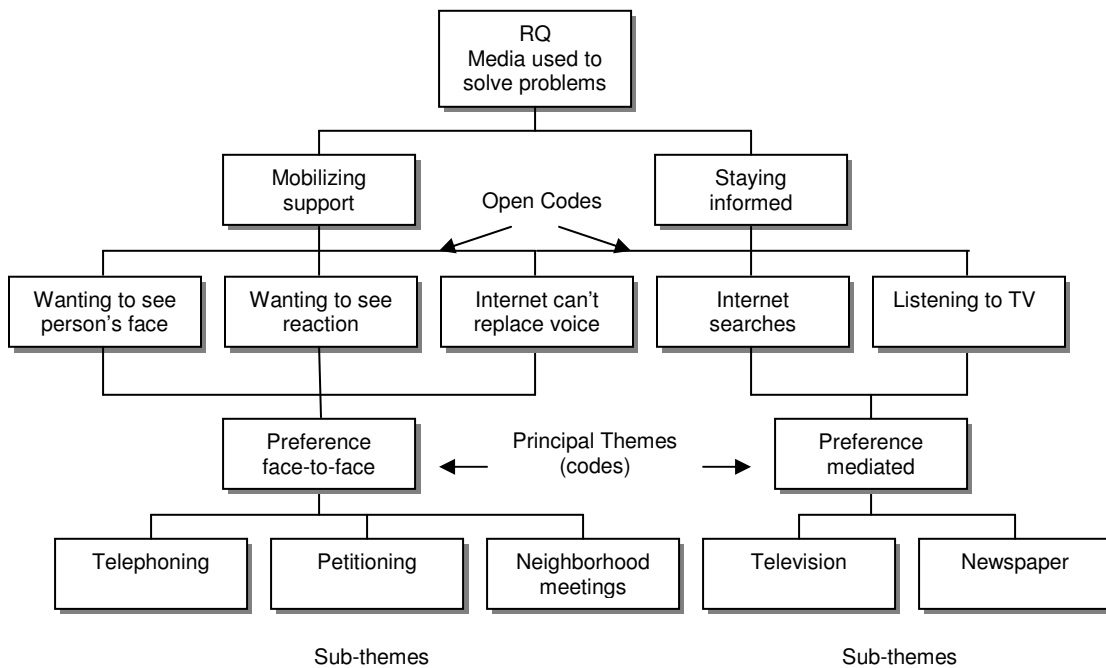 RQ
Media used to
solve problems
Mobilizing
support
Staying
informed
Open Codes
Wanting to see
person's face
Wanting to see
reaction
Internet can't
replace voice
Internet
searches
Listening to TV
Preference
face-to-face
Principal Themes
(codes)
Preference
mediated
Telephoning
Petitioning
Neighborhood
meetings
Television
Newspaper
Sub-themes
Sub-themes